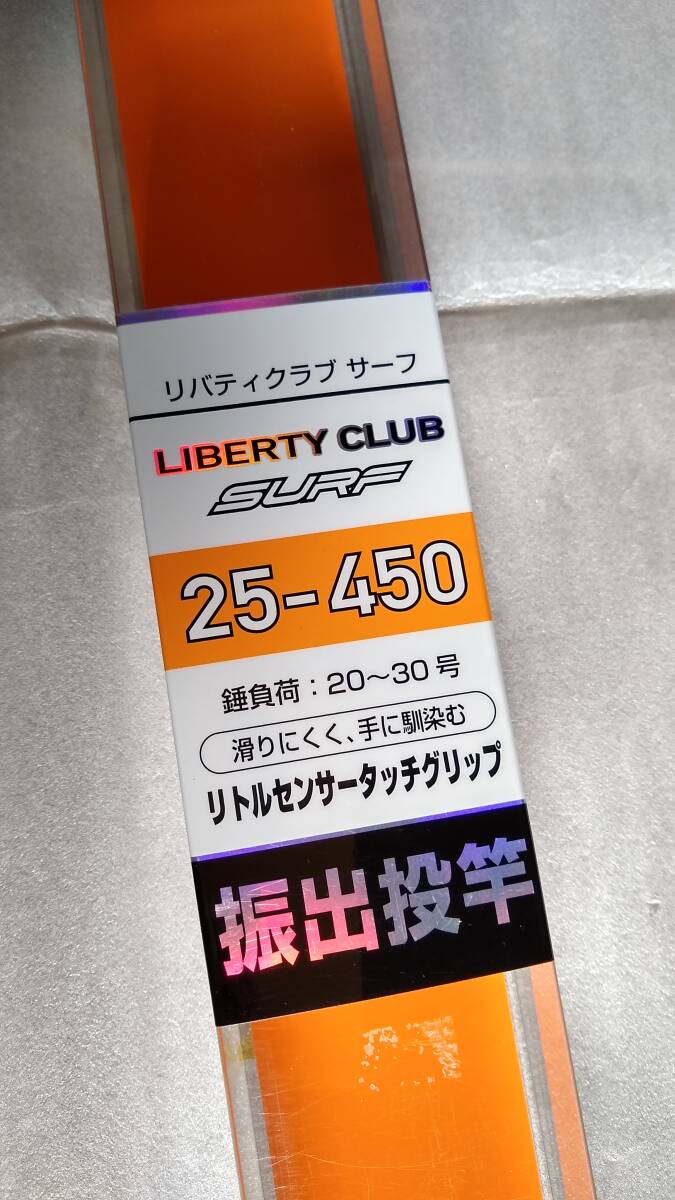 リバティクラブ サーフ
LIBERTY CLUB
SURF
25-450
錘負荷：20～30号
滑りにくく、手に馴染む
リトルセンサータッチグリップ
振出投竿